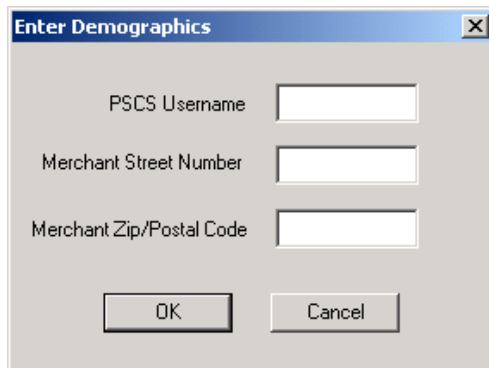 Enter Demographics
PSCS Username
Merchant Street Number
Merchant Zip/Postal Code
OK Cancel